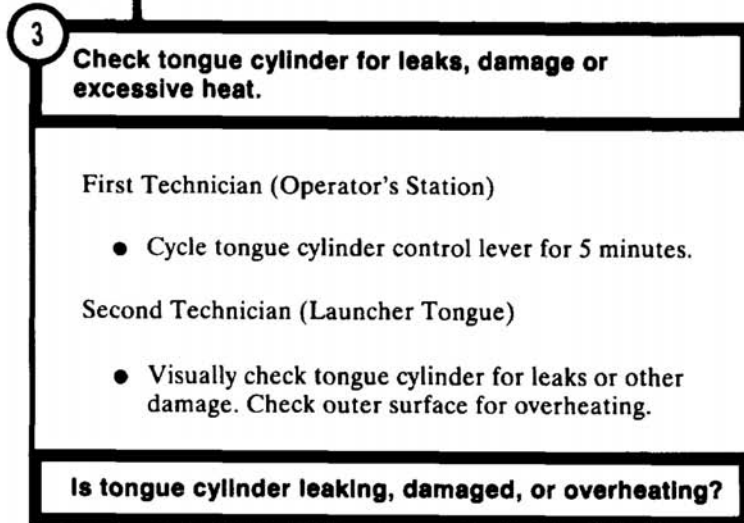 3
Check tongue cylinder for leaks, damage or
excessive heat.
First Technician (Operator's Station)
● Cycle tongue cylinder control lever for 5 minutes.
Second Technician (Launcher Tongue)
● Visually check tongue cylinder for leaks or other
damage. Check outer surface for overheating.
Is tongue cylinder leaking, damaged, or overheating?